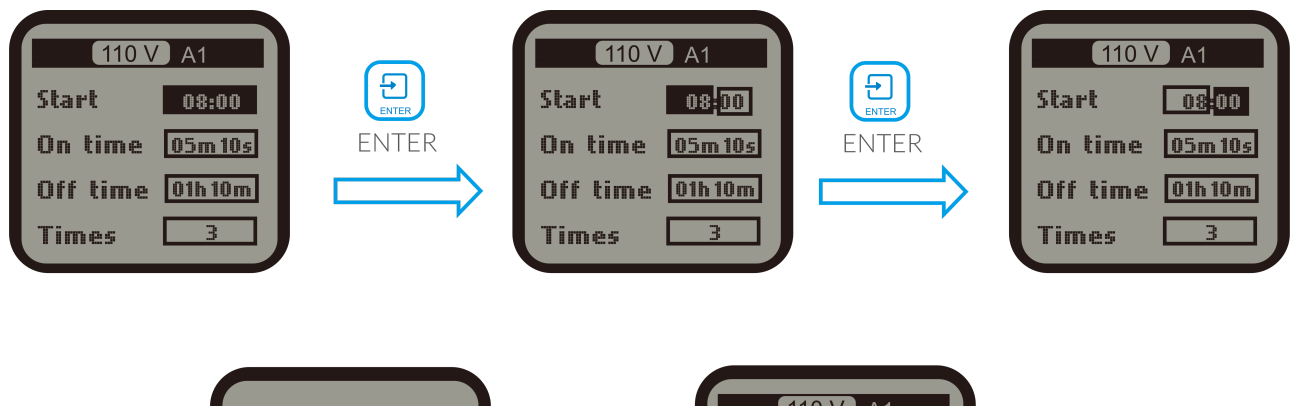 110 V A1
Start 08:00
On time 05m 10s
Off time 01h 10m
Times 3
ENTER
ENTER
110 V A1
Start 08:00
On time 05m 10s
Off time 01h 10m
Times 3
ENTER
ENTER
110 V A1
Start 08:00
On time 05m 10s
Off time 01h 10m
Times 3
110 V A1